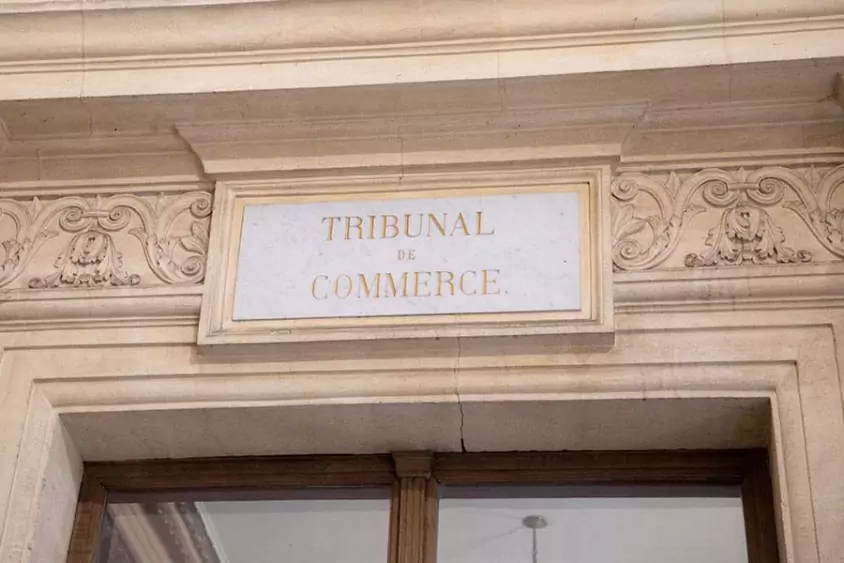 TRIBUNAL
DE
COMMERCE.